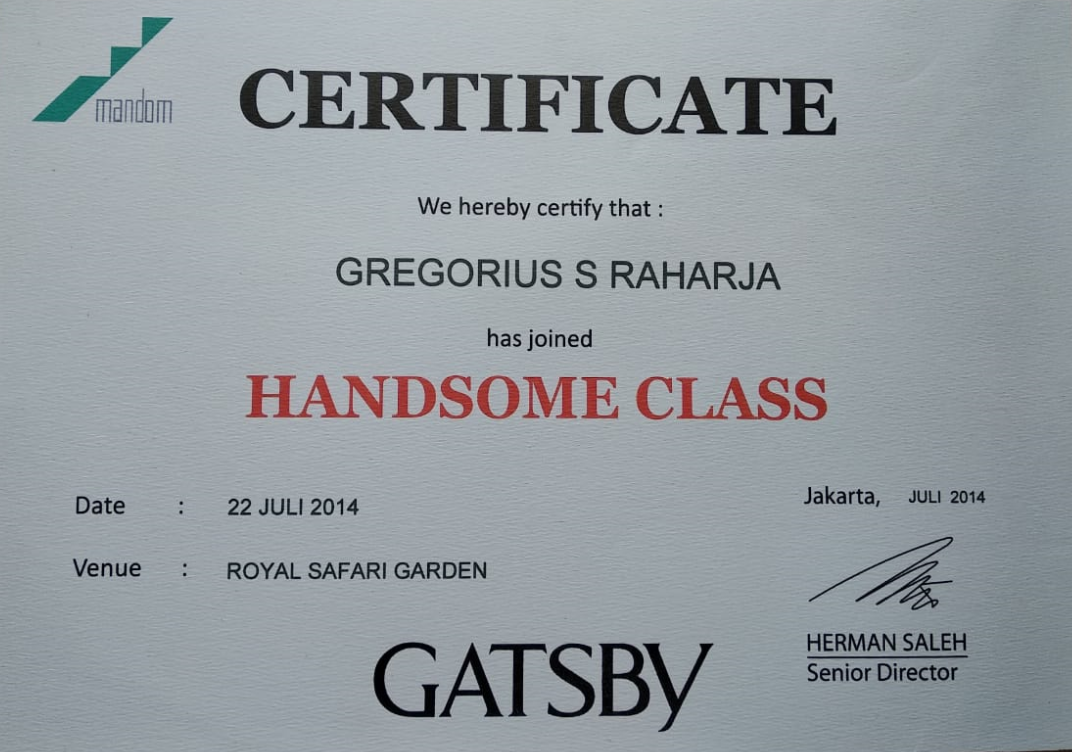 mandom
CERTIFICATE
We hereby certify that :
GREGORIUS S RAHARJA
has joined
HANDSOME CLASS
Date : 22 JULI 2014
Venue : ROYAL SAFARI GARDEN
Jakarta, JULI 2014
HERMAN SALEH
Senior Director
GATSBY